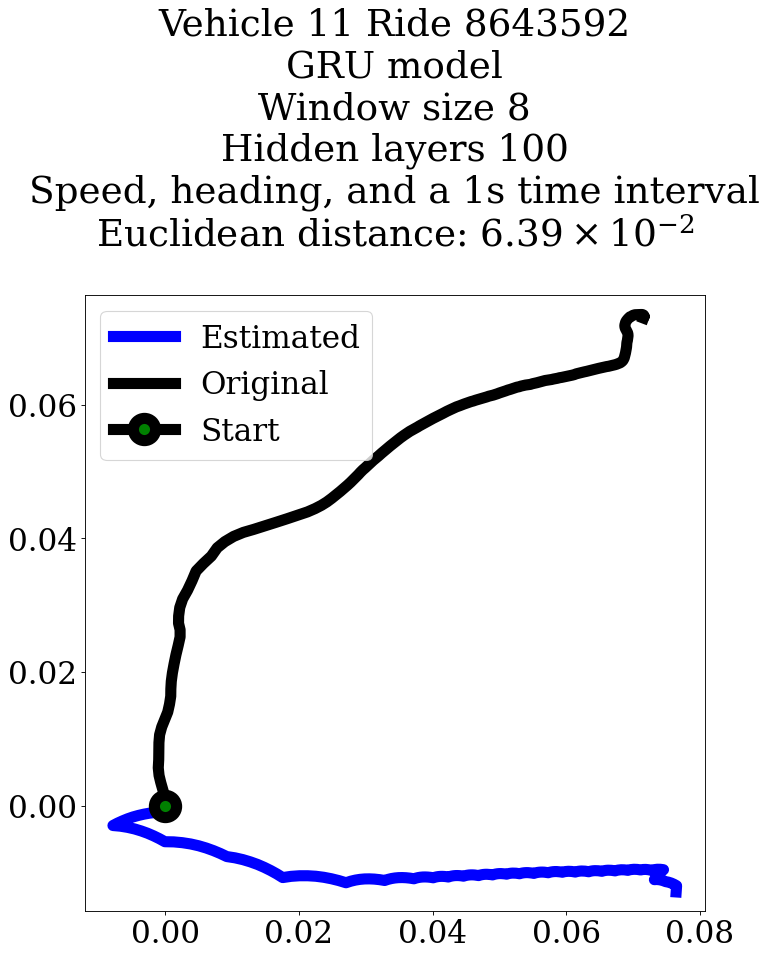 Vehicle 11 Ride 8643592
GRU model
Window size 8
Hidden layers 100
Speed, heading, and a 1s time interval
Euclidean distance: 6.39 × 10⁻²
Estimated
Original
Start
0.06
0.04
0.02
0.00
0.00 0.02 0.04 0.06 0.08